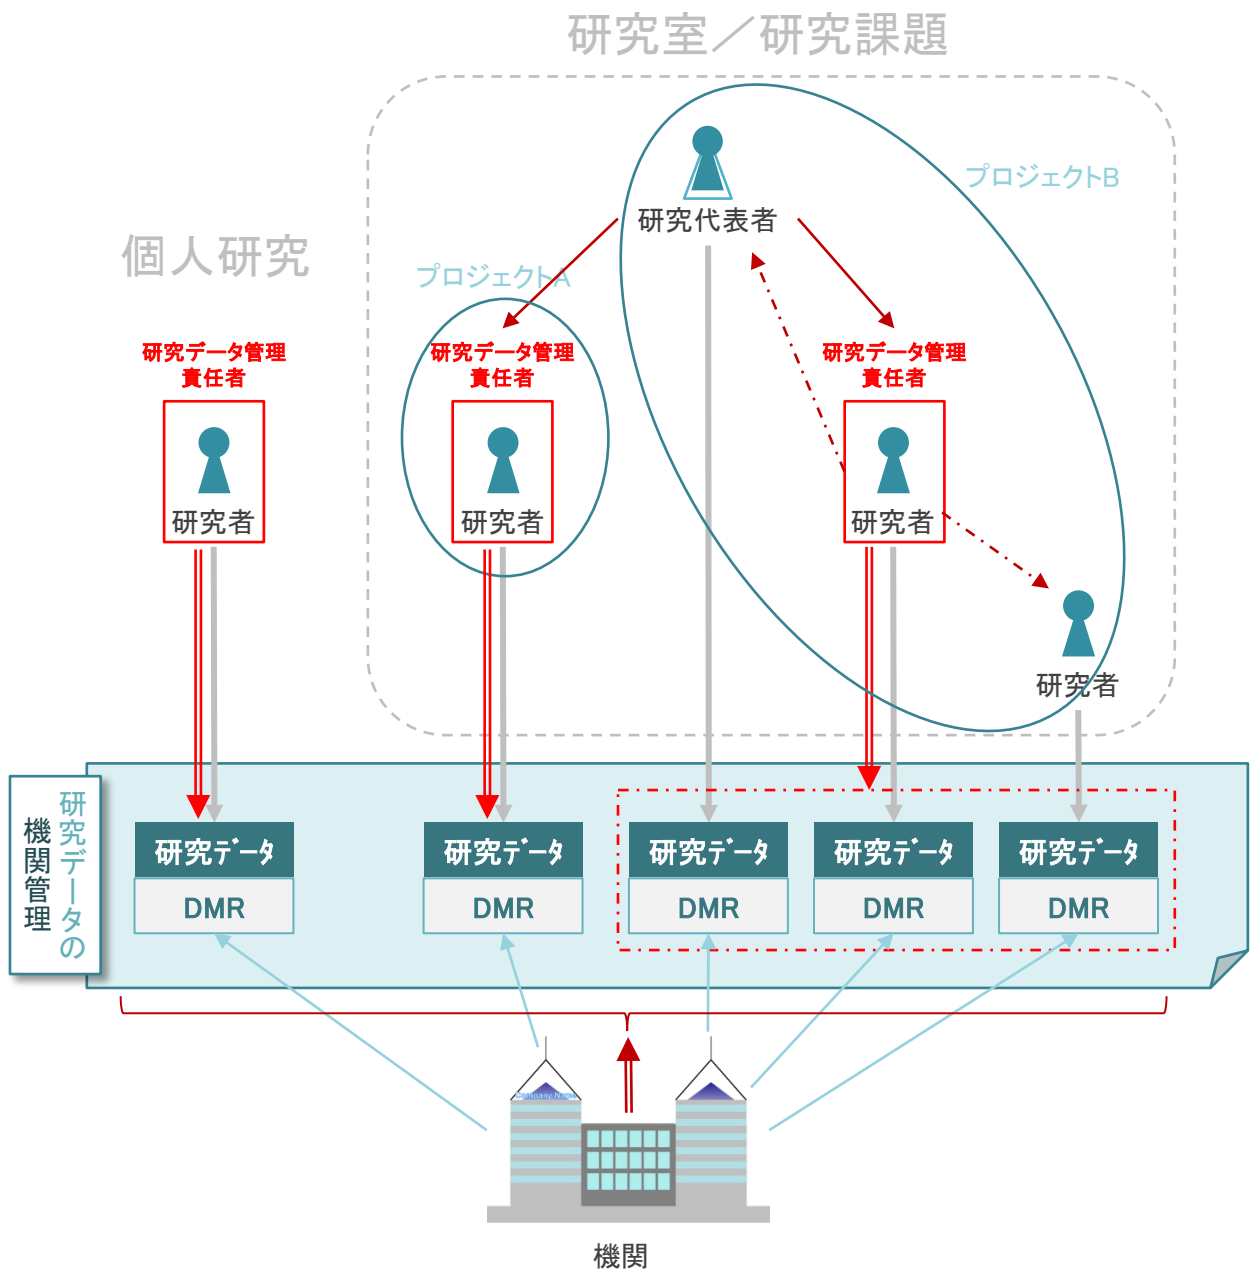 研究室／研究課題
プロジェクトB
研究代表者
個人研究
プロジェクトA
研究データ管理
責任者
研究者
研究データ管理
責任者
研究者
研究データ管理
責任者
研究者
研究者
研究データの
機関管理
研究データ
DMR
研究データ
DMR
研究データ
DMR
研究データ
DMR
研究データ
DMR
Company Name
機関